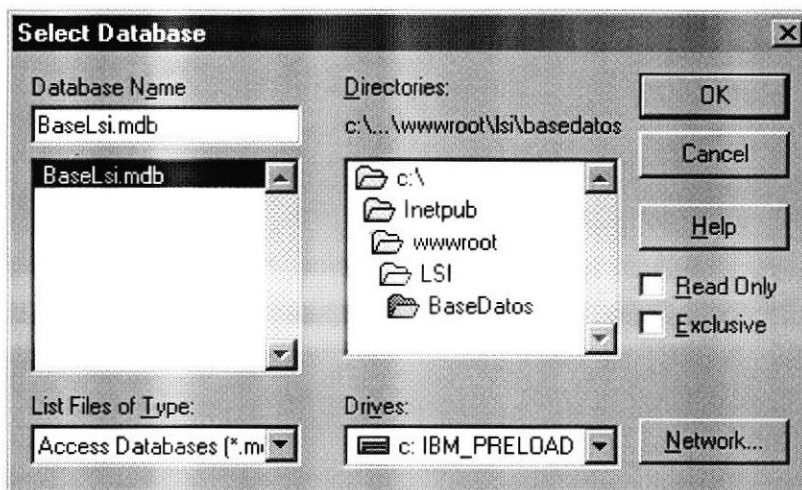 Select Database
Database Name
BaseLsi.mdb
BaseLsi.mdb
List Files of Type:
Access Databases (*.m
Directories:
c:\...\wwwroot\lsi\basedatos
c:\
Inetpub
wwwroot
LSI
BaseDatos
Drives:
c: IBM_PRELOAD
OK
Cancel
Help
Read Only
Exclusive
Network...